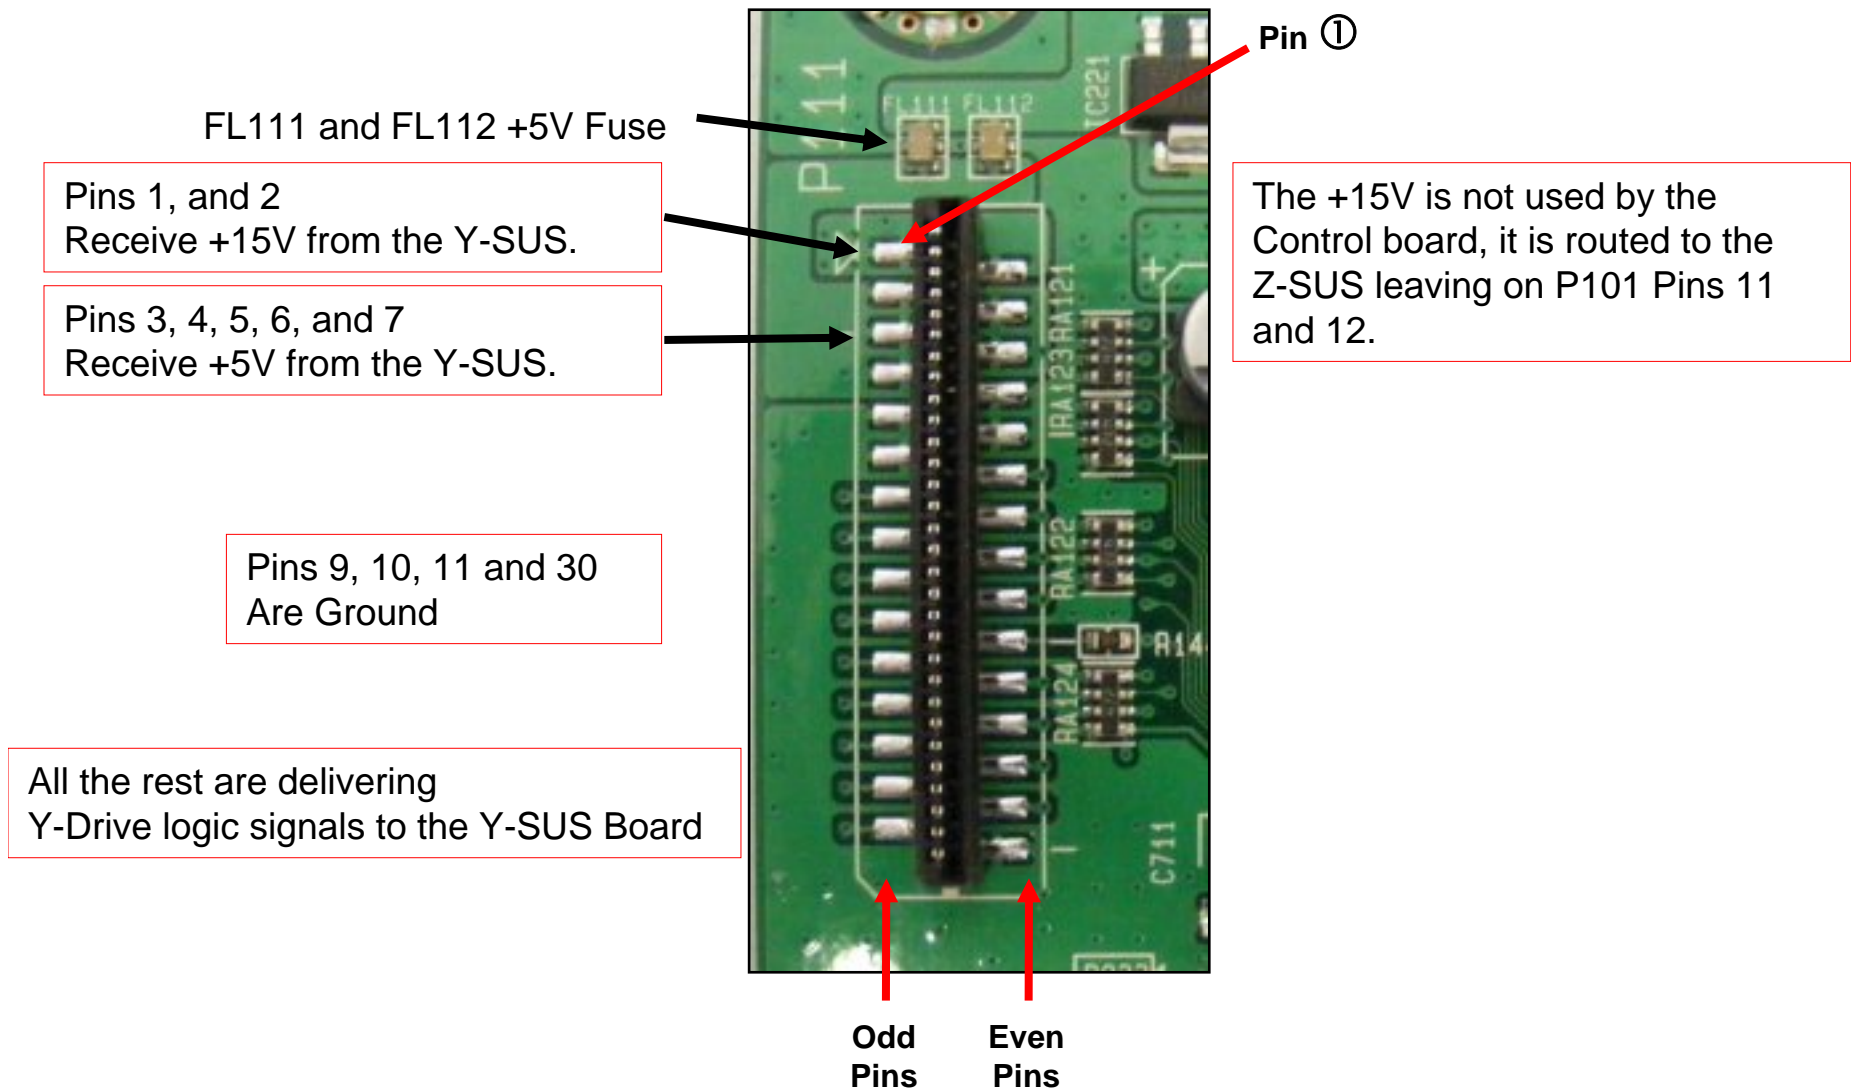 Pin ①
FL111 and FL112 +5V Fuse
P111
FL111 FL112
IC221
Pins 1, and 2
Receive +15V from the Y-SUS.
The +15V is not used by the
Control board, it is routed to the
Z-SUS leaving on P101 Pins 11
and 12.
Pins 3, 4, 5, 6, and 7
Receive +5V from the Y-SUS.
RA121
RA123
Pins 9, 10, 11 and 30
Are Ground
RA122
R14
RA124
All the rest are delivering
Y-Drive logic signals to the Y-SUS Board
C711
Odd
Pins
Even
Pins